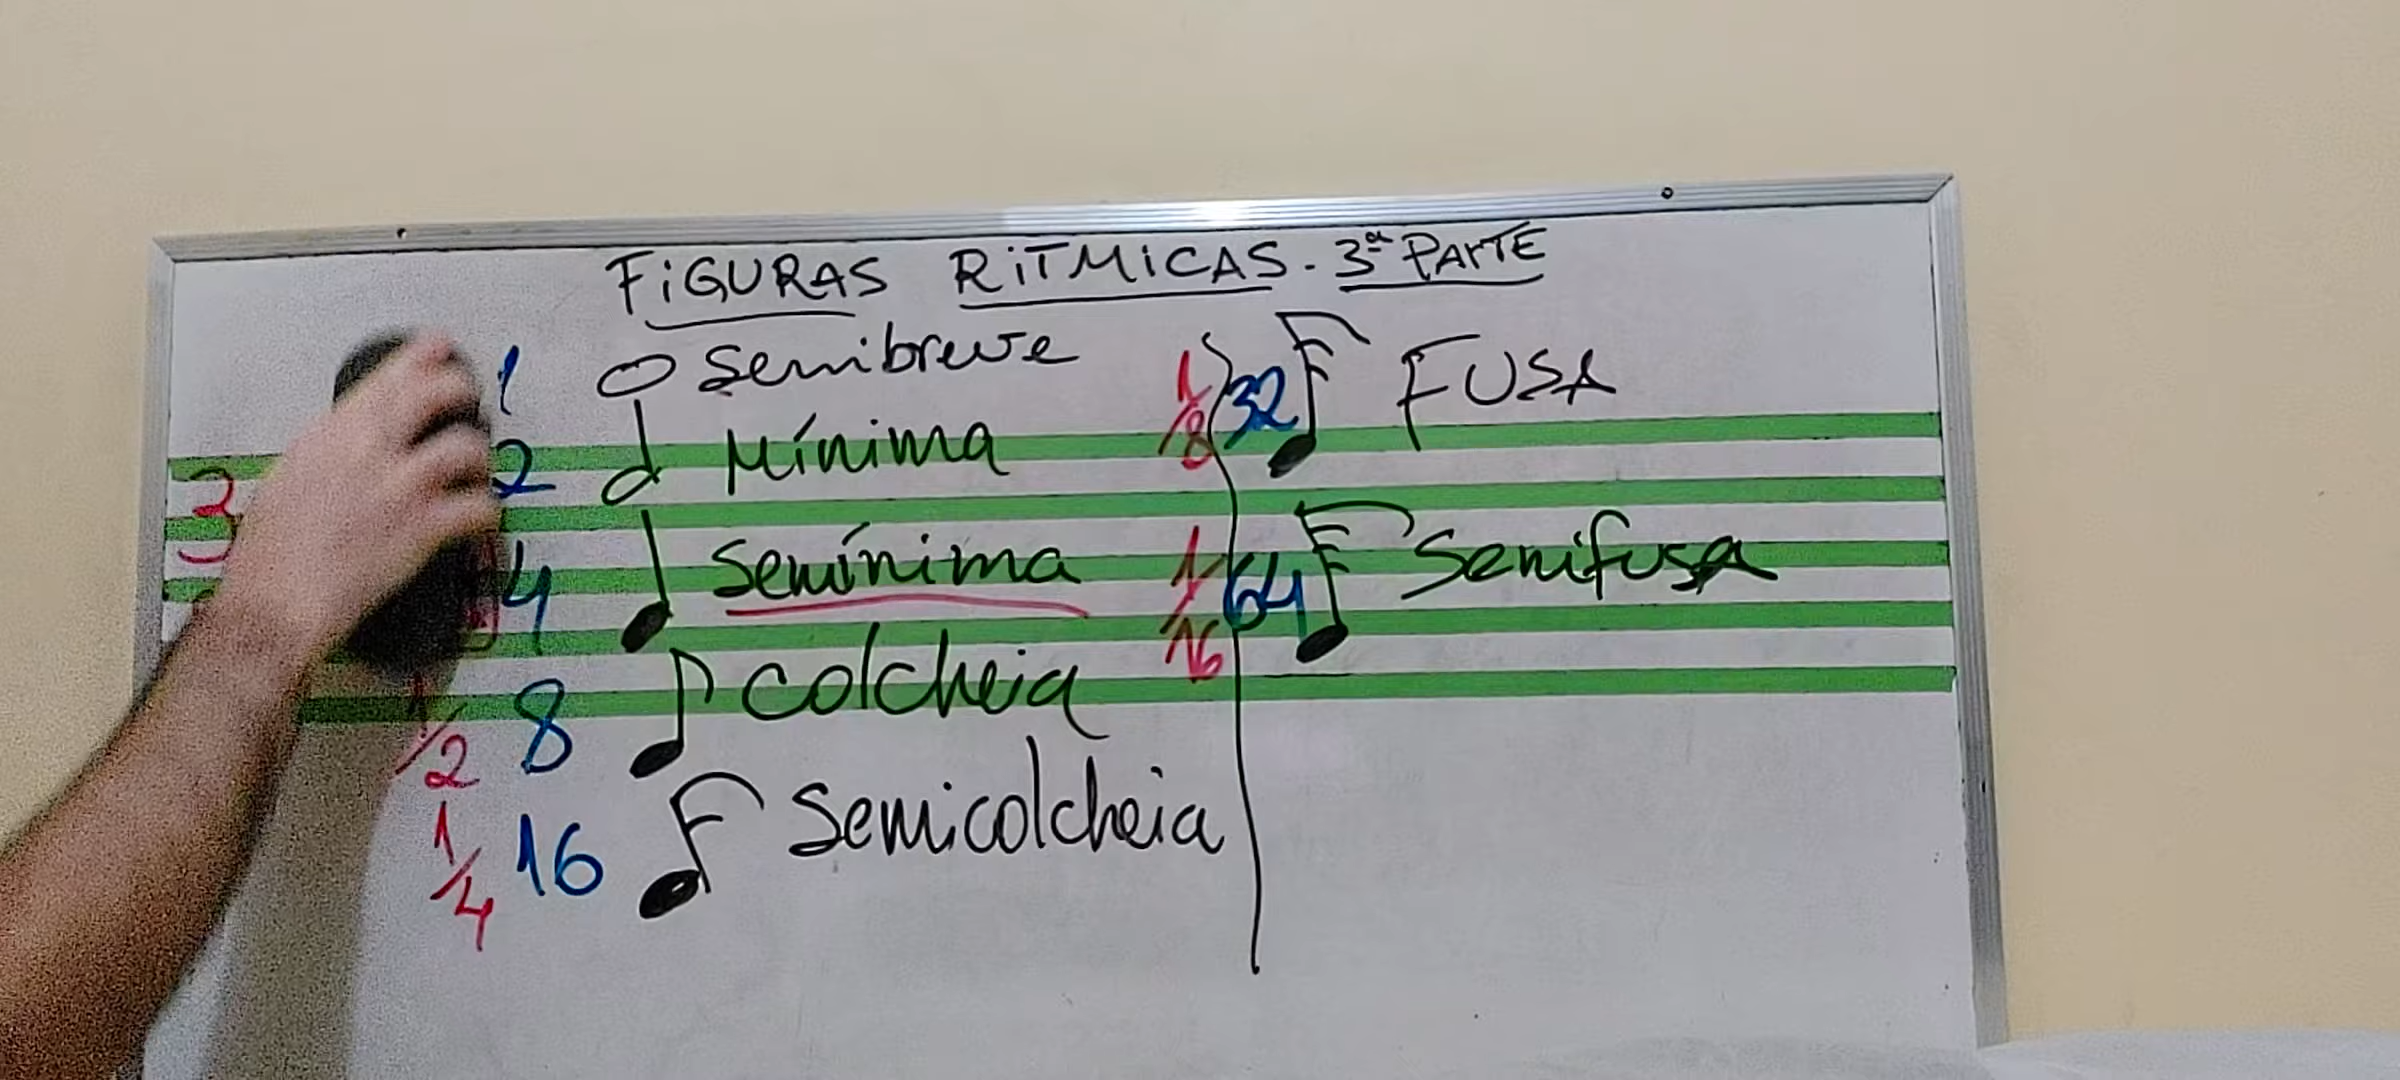 FiGURAS RiTMiCAS. 3ª PARTE
1 semibreve
2 Mínima
3
4 semínima
1/2 8 colcheia
1/4 16 semicolcheia
1/8 32 FUSA
1/16 64 Semifusa